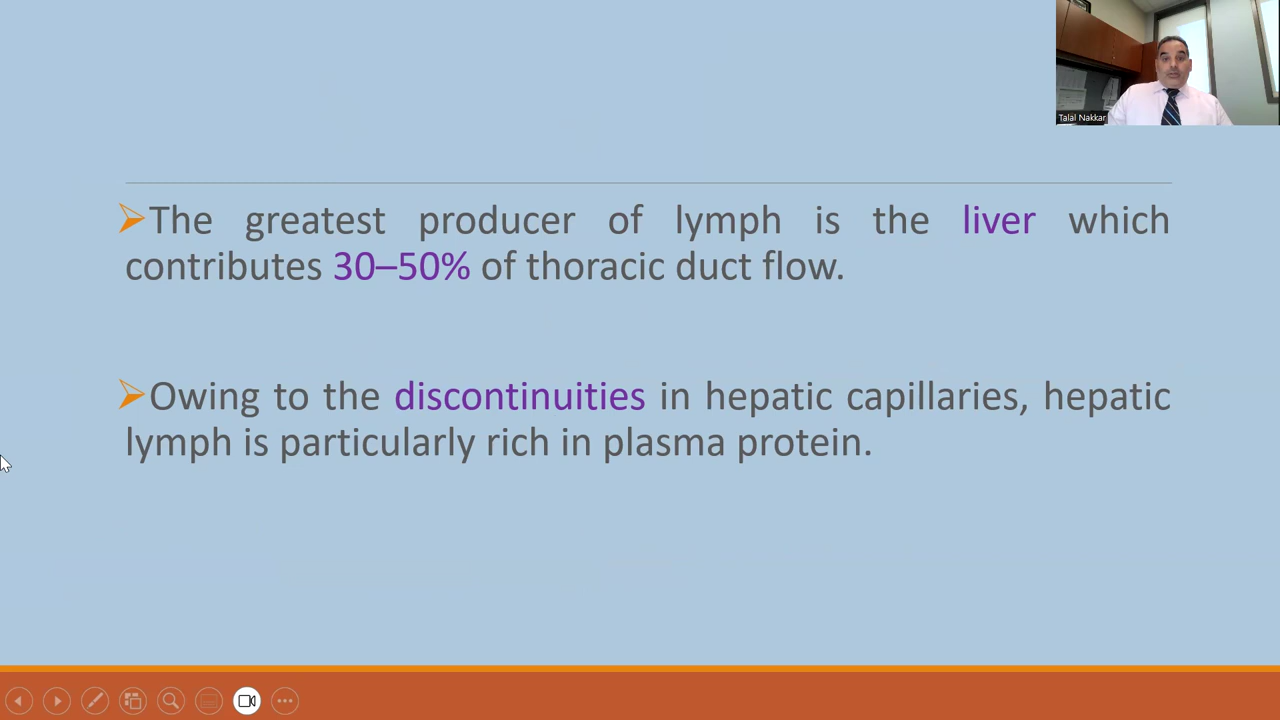 Talal Nakkar
The greatest producer of lymph is the liver which
contributes 30–50% of thoracic duct flow.
Owing to the discontinuities in hepatic capillaries, hepatic
lymph is particularly rich in plasma protein.